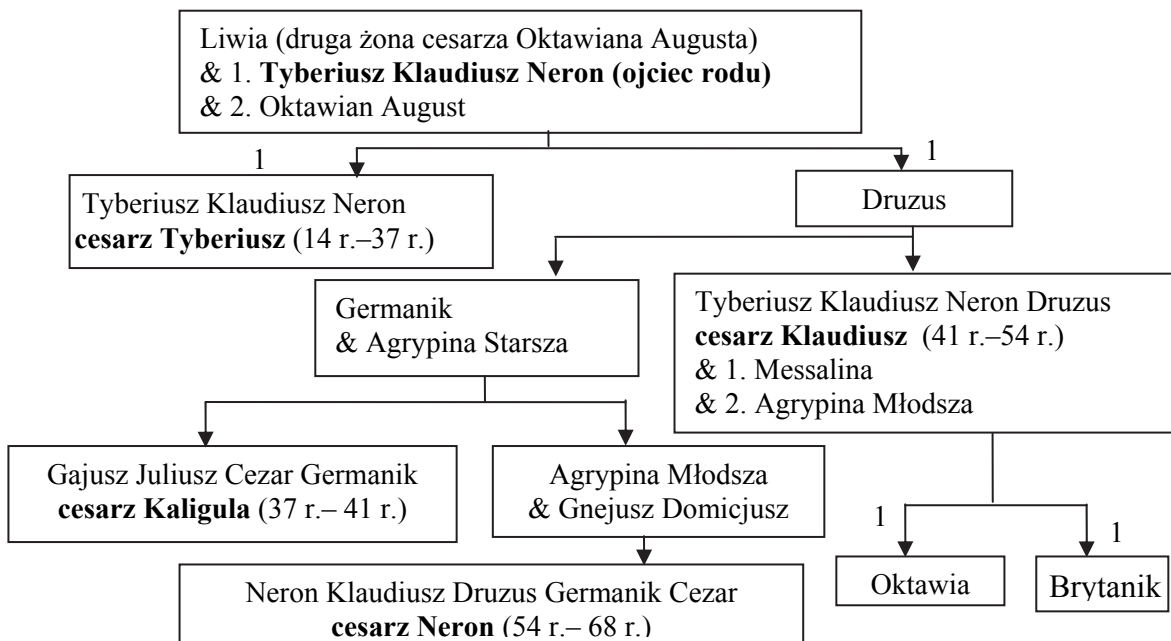 Liwia (druga żona cesarza Oktawiana Augusta)
& 1. Tyberiusz Klaudiusz Neron (ojciec rodu)
& 2. Oktawian August
1
1
Tyberiusz Klaudiusz Neron
cesarz Tyberiusz (14 r.–37 r.)
Druzus
Germanik
& Agrypina Starsza
Tyberiusz Klaudiusz Neron Druzus
cesarz Klaudiusz (41 r.–54 r.)
& 1. Messalina
& 2. Agrypina Młodsza
Gajusz Juliusz Cezar Germanik
cesarz Kaligula (37 r.– 41 r.)
Agrypina Młodsza
& Gnejusz Domicjusz
1
1
Oktawia
Brytanik
Neron Klaudiusz Druzus Germanik Cezar
cesarz Neron (54 r.– 68 r.)